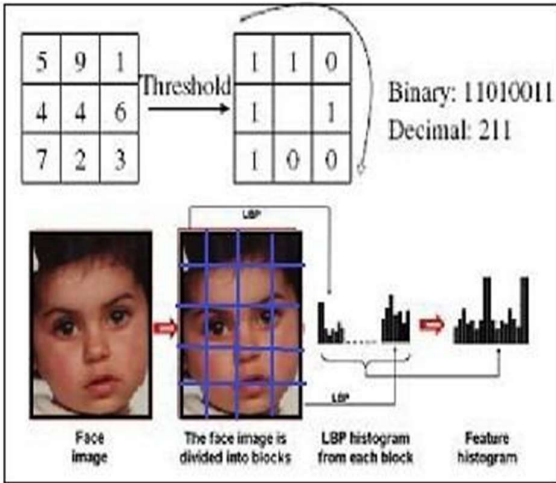 5 9 1
4 4 6
7 2 3
Threshold
1 1 0
1 1
1 0 0
Binary: 11010011
Decimal: 211
LBP
LBP
Face
image
The face image is
divided into blocks
LBP histogram
from each block
Feature
histogram